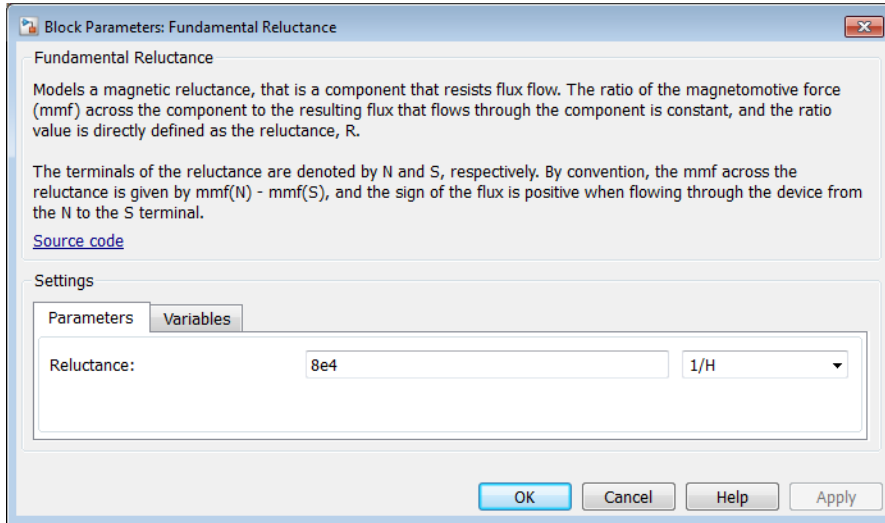 Block Parameters: Fundamental Reluctance
Fundamental Reluctance
Models a magnetic reluctance, that is a component that resists flux flow. The ratio of the magnetomotive force
(mmf) across the component to the resulting flux that flows through the component is constant, and the ratio
value is directly defined as the reluctance, R.
The terminals of the reluctance are denoted by N and S, respectively. By convention, the mmf across the
reluctance is given by mmf(N) - mmf(S), and the sign of the flux is positive when flowing through the device from
the N to the S terminal.
Source code
Settings
Parameters Variables
Reluctance: 8e4 1/H
OK Cancel Help Apply